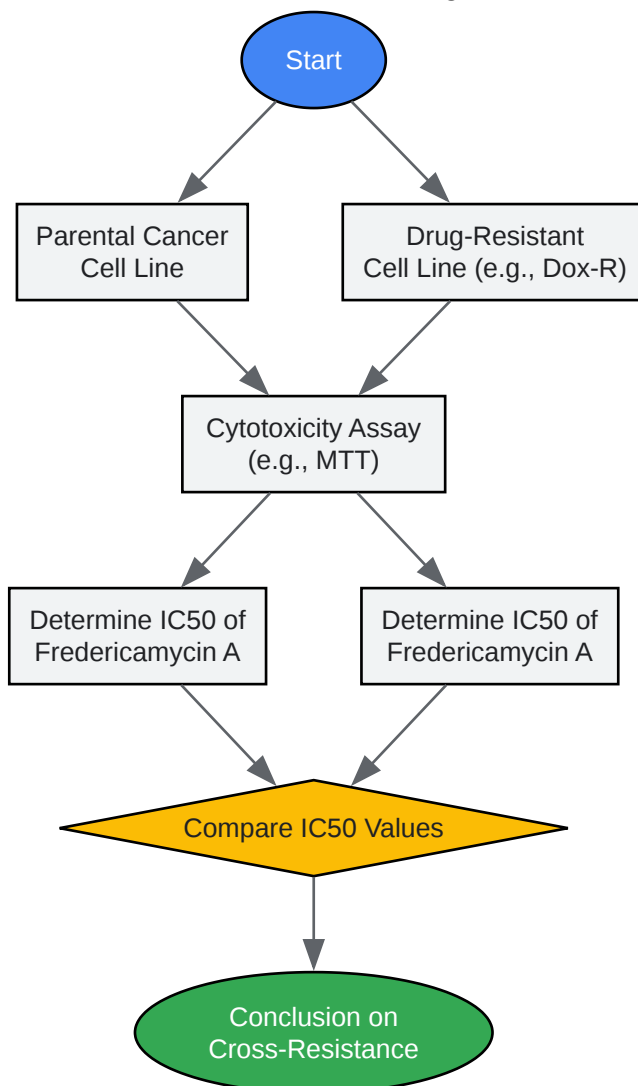 Start
Parental Cancer
Cell Line
Drug-Resistant
Cell Line (e.g., Dox-R)
Cytotoxicity Assay
(e.g., MTT)
Determine IC50 of
Fredericamycin A
Determine IC50 of
Fredericamycin A
Compare IC50 Values
Conclusion on
Cross-Resistance